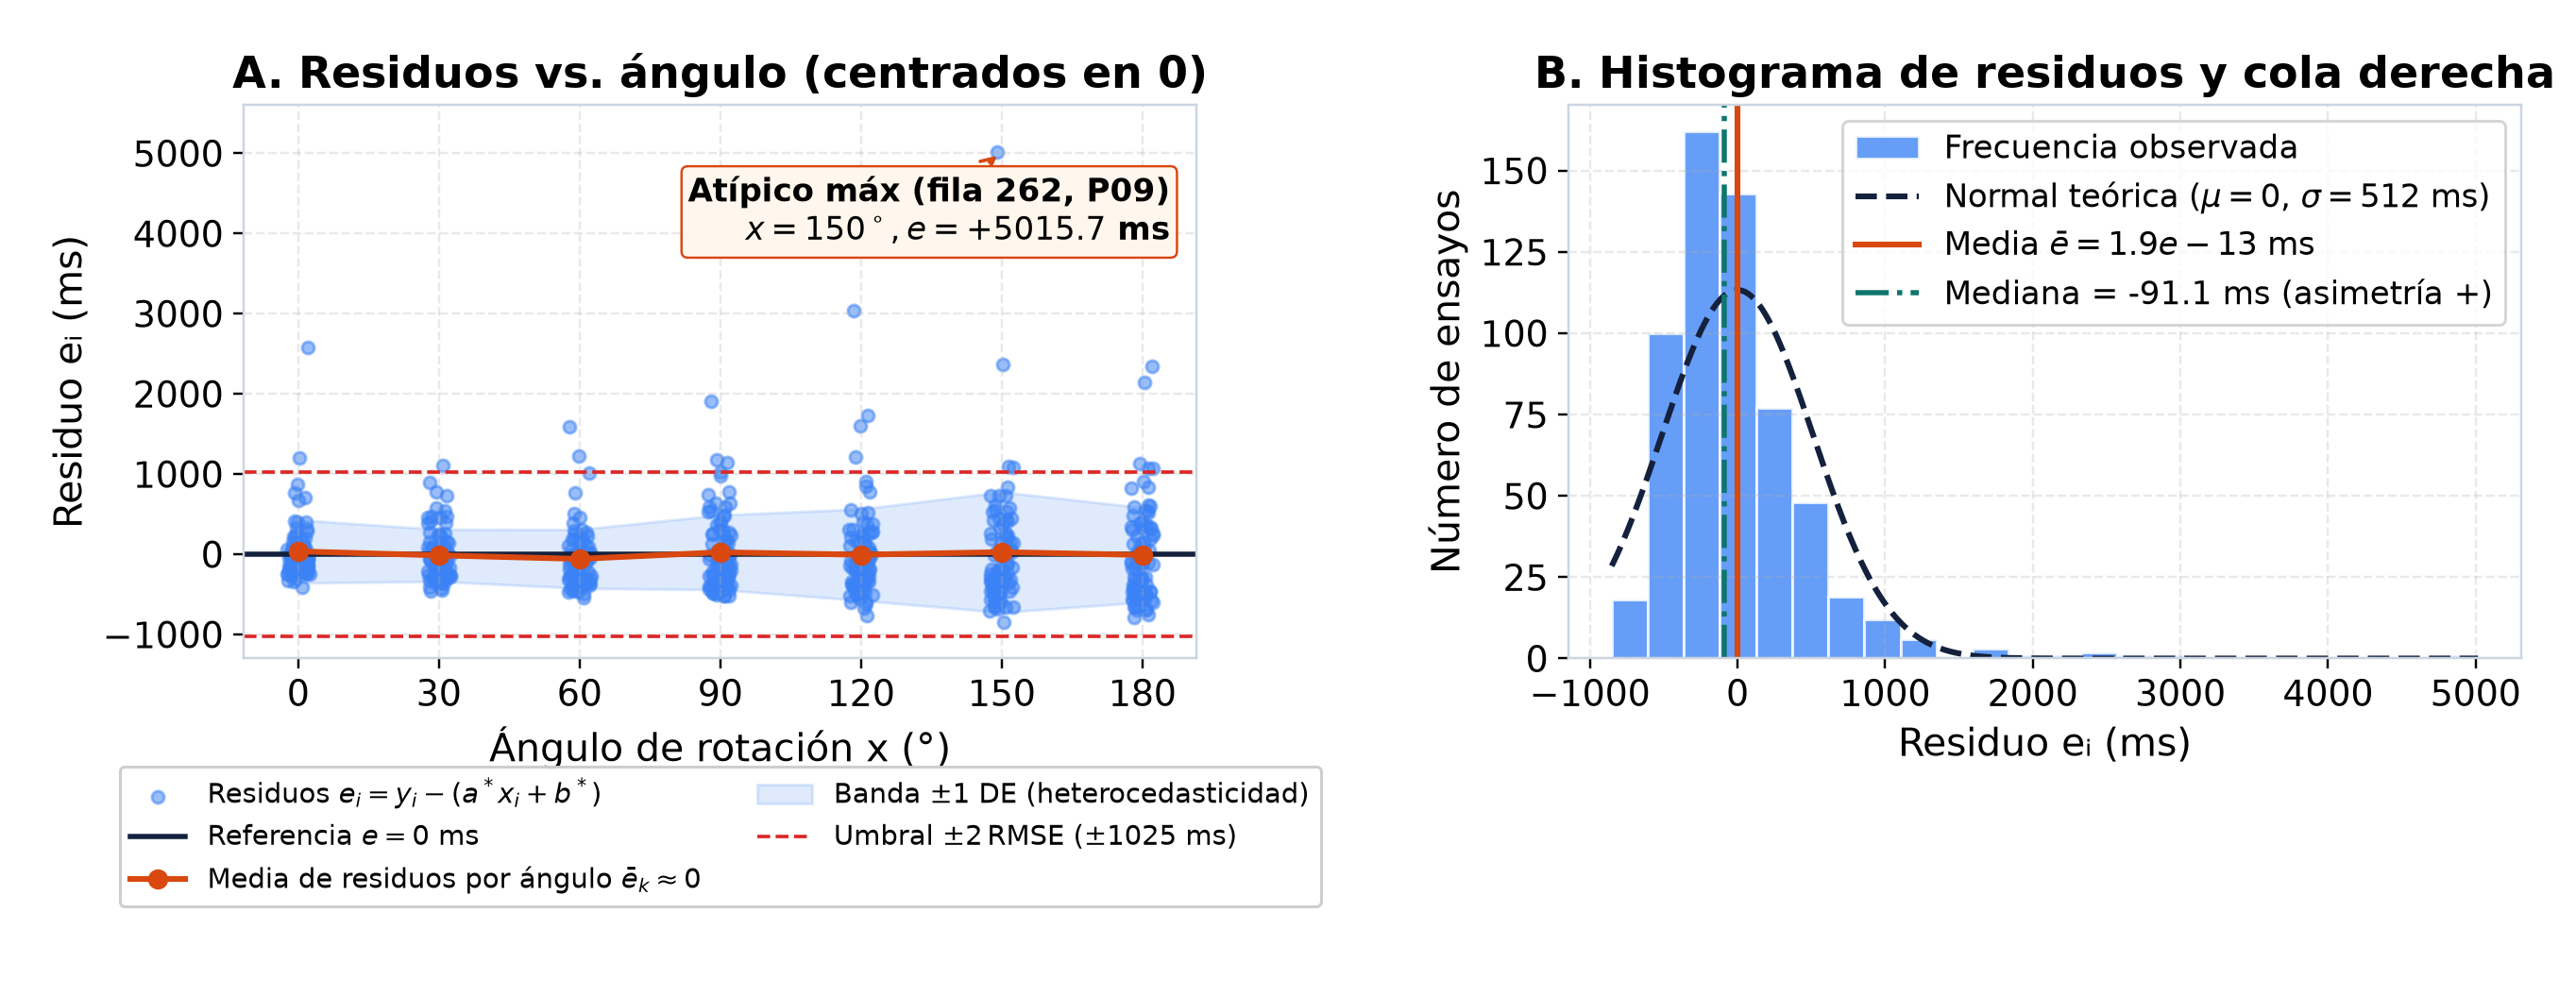 A. Residuos vs. ángulo (centrados en 0)
Residuo eᵢ (ms)
5000
4000
3000
2000
1000
0
−1000
Atípico máx (fila 262, P09)
x = 150°, e = +5015.7 ms
0 30 60 90 120 150 180
Ángulo de rotación x (°)
Residuos e_i = y_i − (a*x_i + b*)
Referencia e = 0 ms
Media de residuos por ángulo ē_k ≈ 0
Banda ±1 DE (heterocedasticidad)
Umbral ±2 RMSE (±1025 ms)
B. Histograma de residuos y cola derecha
Número de ensayos
150
125
100
75
50
25
0
Frecuencia observada
Normal teórica (μ = 0, σ = 512 ms)
Media ē = 1.9e − 13 ms
Mediana = -91.1 ms (asimetría +)
−1000 0 1000 2000 3000 4000 5000
Residuo eᵢ (ms)